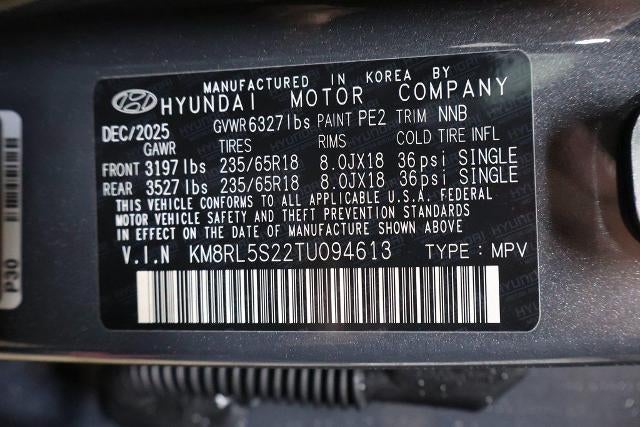 MANUFACTURED IN KOREA BY
HYUNDAI MOTOR COMPANY
DEC/2025 GVWR 6327 lbs PAINT PE2 TRIM NNB
GAWR TIRES RIMS COLD TIRE INFL
FRONT 3197 lbs 235/65R18 8.0JX18 36psi SINGLE
REAR 3527 lbs 235/65R18 8.0JX18 36psi SINGLE
THIS VEHICLE CONFORMS TO ALL APPLICABLE U.S.A. FEDERAL
MOTOR VEHICLE SAFETY AND THEFT PREVENTION STANDARDS
IN EFFECT ON THE DATE OF MANUFACTURE SHOWN ABOVE.
V.I.N KM8RL5S22TU094613 TYPE : MPV
P30